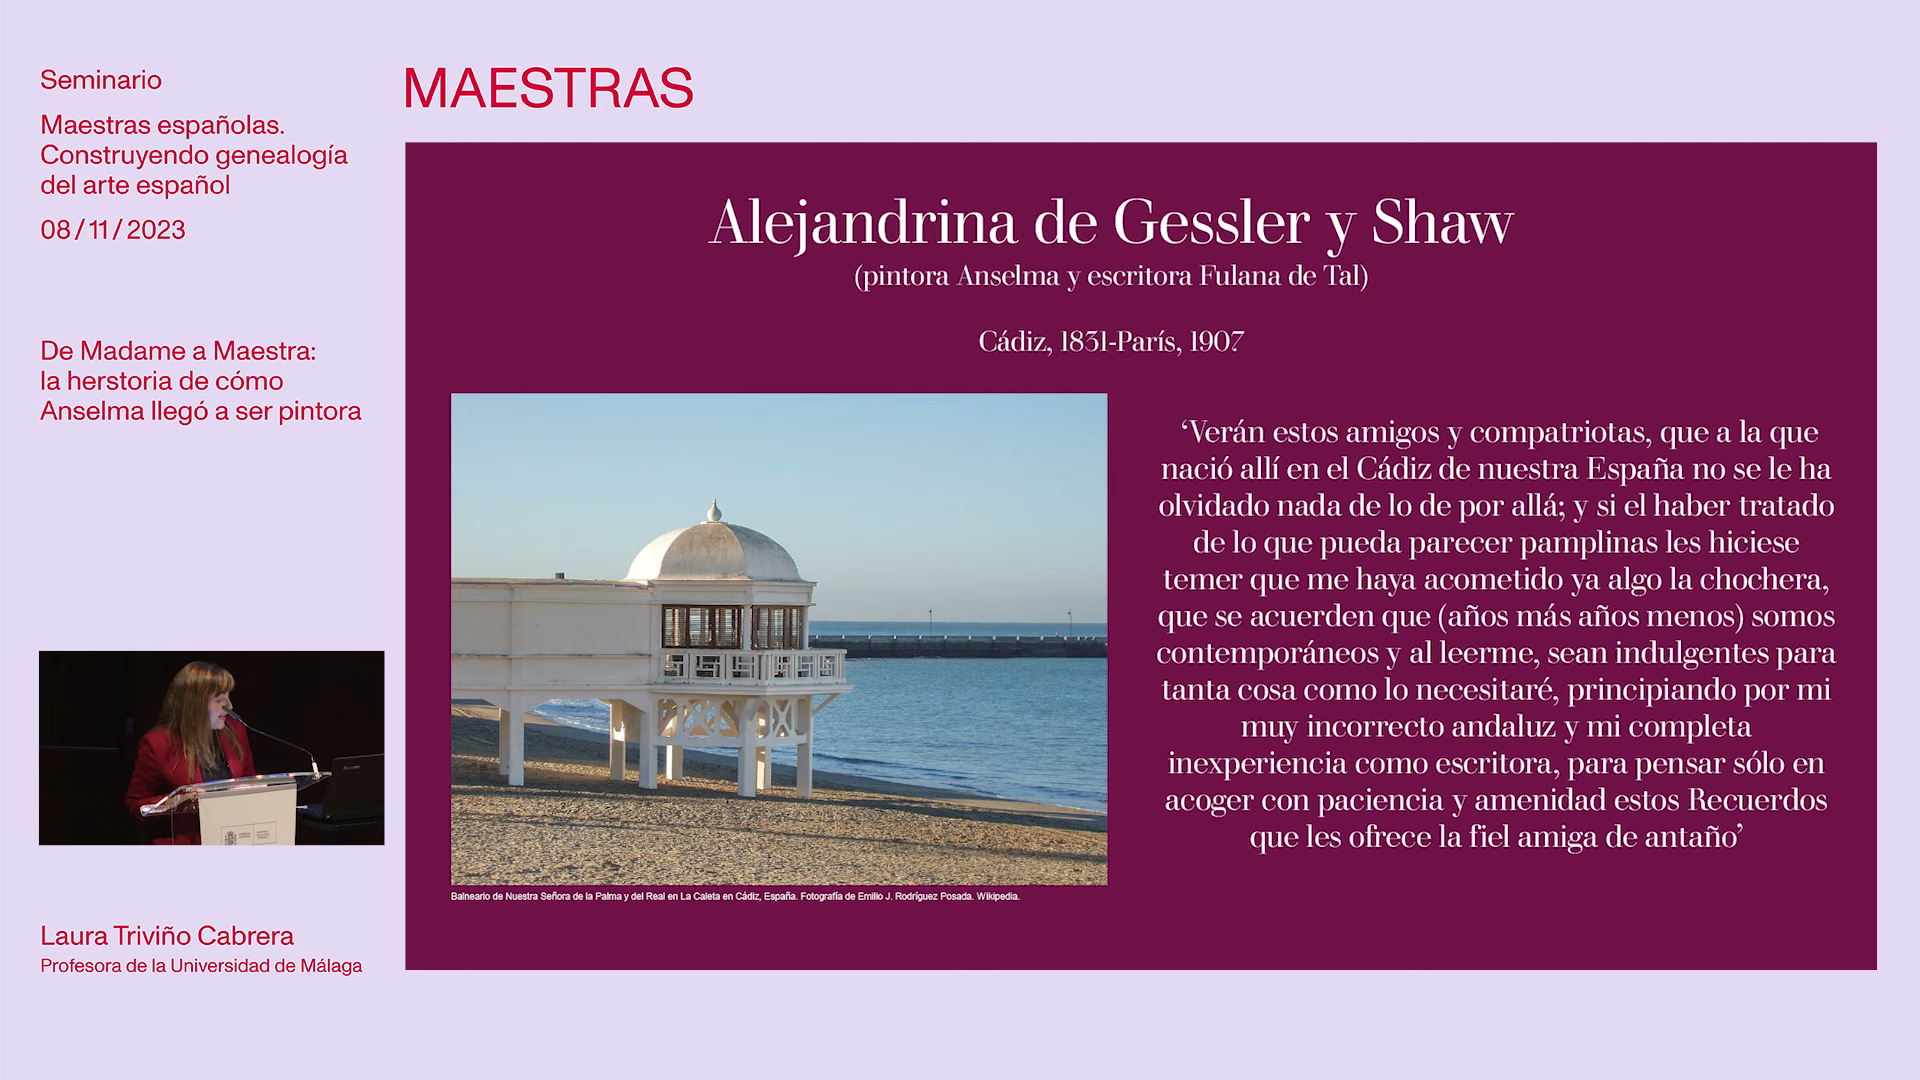 Seminario
Maestras españolas.
Construyendo genealogía
del arte español
08/11/2023
De Madame a Maestra:
la herstoria de cómo
Anselma llegó a ser pintora
Laura Triviño Cabrera
Profesora de la Universidad de Málaga
MAESTRAS
Alejandrina de Gessler y Shaw
(pintora Anselma y escritora Fulana de Tal)
Cádiz, 1831-París, 1907
‘Verán estos amigos y compatriotas, que a la que
nació allí en el Cádiz de nuestra España no se le ha
olvidado nada de lo de por allá; y si el haber tratado
de lo que pueda parecer pamplinas les hiciese
temer que me haya acometido ya algo la chochera,
que se acuerden que (años más años menos) somos
contemporáneos y al leerme, sean indulgentes para
tanta cosa como lo necesitaré, principiando por mi
muy incorrecto andaluz y mi completa
inexperiencia como escritora, para pensar sólo en
acoger con paciencia y amenidad estos Recuerdos
que les ofrece la fiel amiga de antaño’
Balneario de Nuestra Señora de la Palma y del Real en La Caleta en Cádiz, España. Fotografía de Emilio J. Rodríguez Posada. Wikipedia.